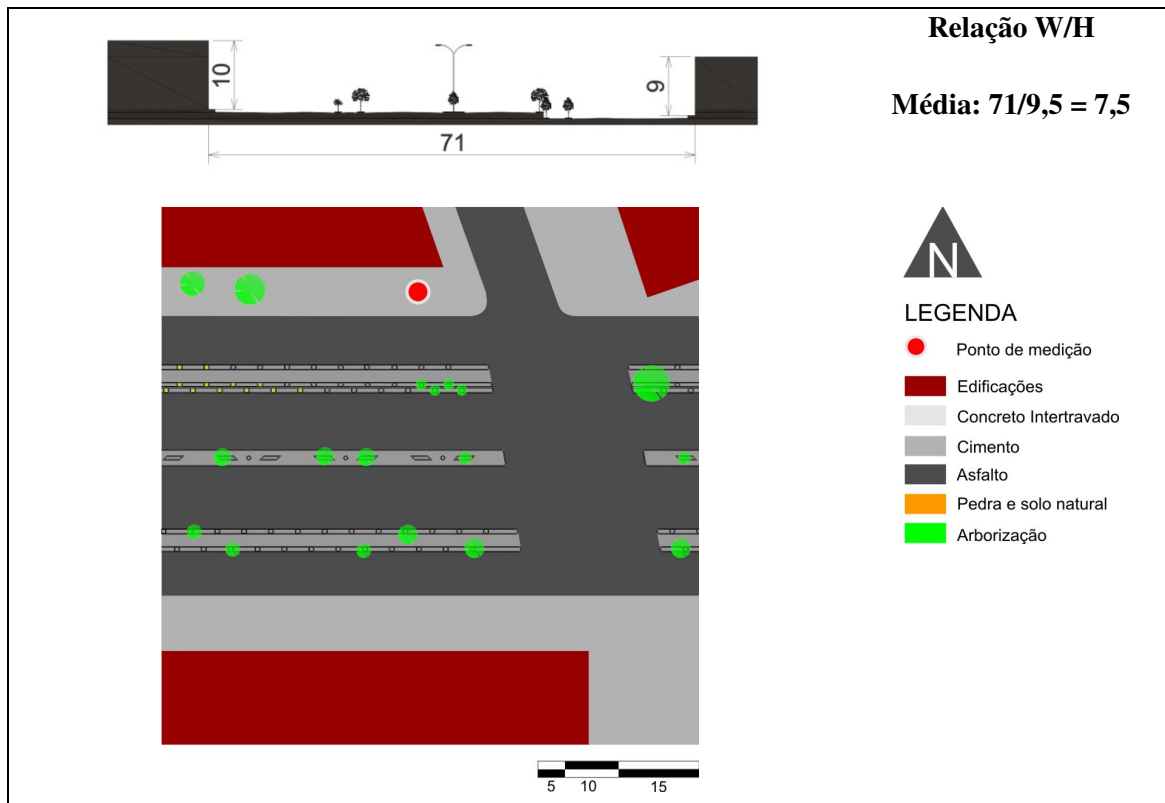 Relação W/H
Média: 71/9,5 = 7,5
10
9
71
N
LEGENDA
Ponto de medição
Edificações
Concreto Intertravado
Cimento
Asfalto
Pedra e solo natural
Arborização
5 10 15